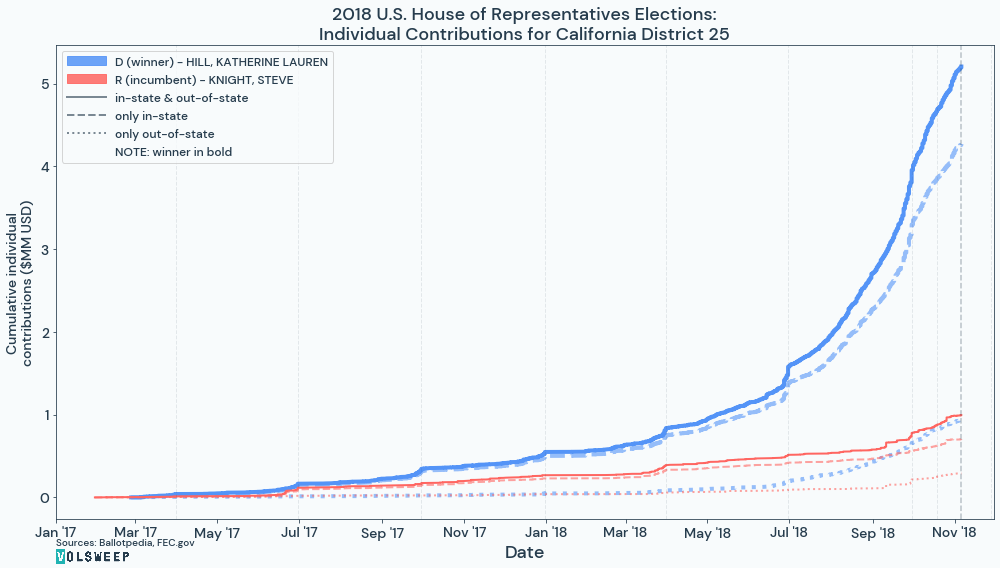 2018 U.S. House of Representatives Elections:
Individual Contributions for California District 25
D (winner) – HILL, KATHERINE LAUREN
R (incumbent) – KNIGHT, STEVE
in-state & out-of-state
only in-state
only out-of-state
NOTE: winner in bold
Cumulative individual
contributions ($MM USD)
5
4
3
2
1
0
Jan '17
Mar '17
May '17
Jul '17
Sep '17
Nov '17
Jan '18
Mar '18
May '18
Jul '18
Sep '18
Nov '18
Date
Sources: Ballotpedia, FEC.gov
VOLSWEEP